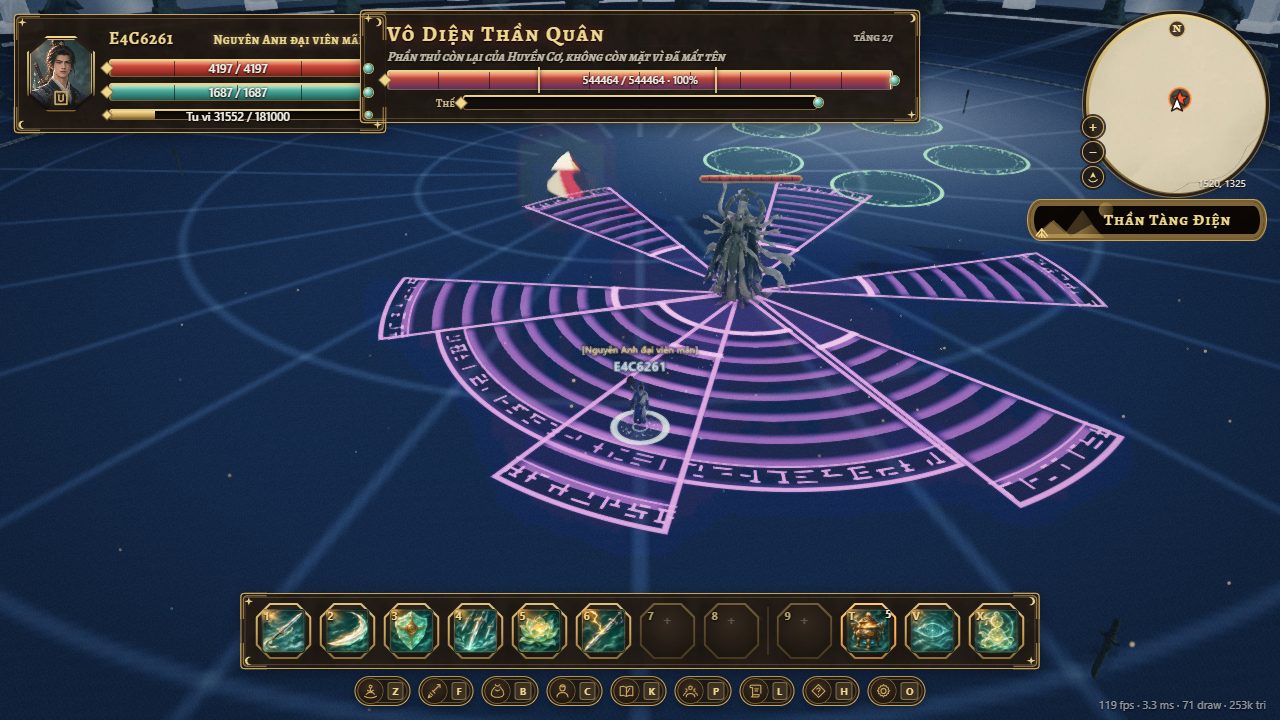 E4C6261
Nguyên Anh đại viên mã
4197 / 4197
1687 / 1687
Tu vi 31552 / 181000
U
Vô Diện Thần Quân
Tầng 27
Phần thủ còn lại của Huyền Cơ, không còn mặt vì đã mất tên
544464 / 544464 · 100%
Thế
N
+
−
1520, 1325
Thần Tàng Điện
[Nguyên Anh đại viên mãn]
E4C6261
1 2 3 4 5 6 7 8 9 T 5 V X
Z F B C K P L H O
119 fps · 3.3 ms · 71 draw · 253k tri